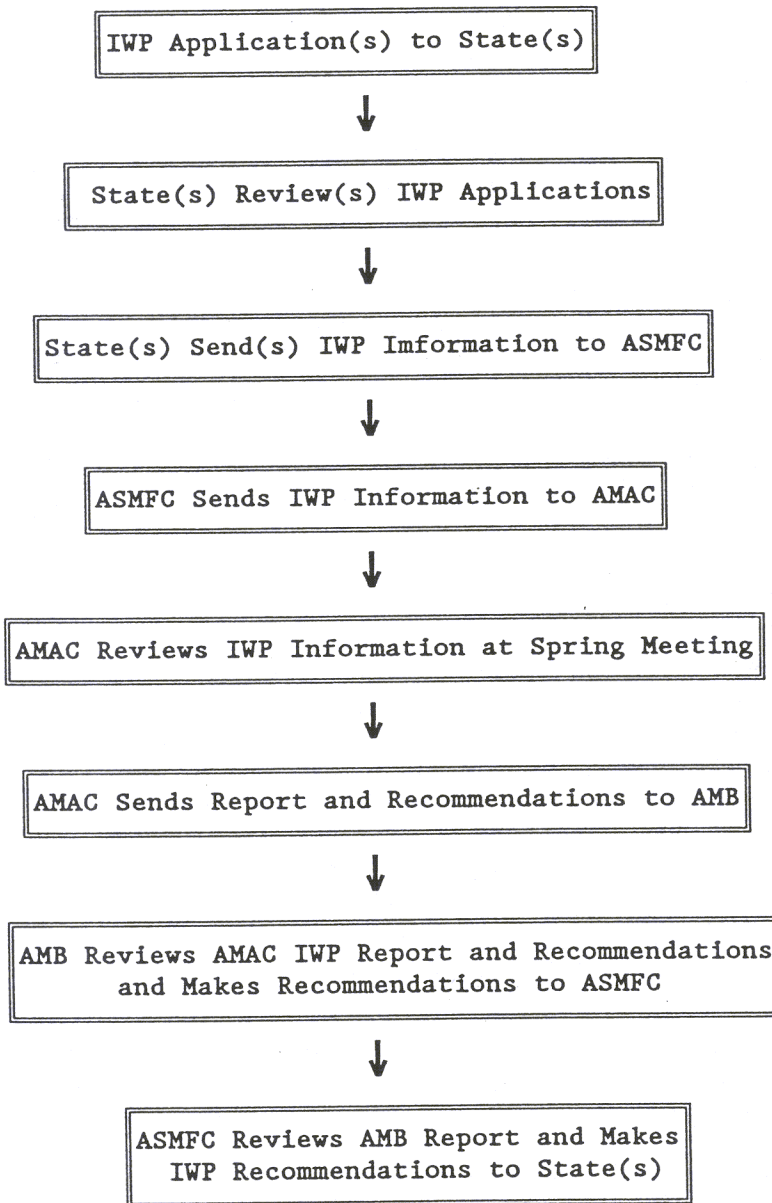 IWP Application(s) to State(s)
State(s) Review(s) IWP Applications
State(s) Send(s) IWP Imformation to ASMFC
ASMFC Sends IWP Information to AMAC
AMAC Reviews IWP Information at Spring Meeting
AMAC Sends Report and Recommendations to AMB
AMB Reviews AMAC IWP Report and Recommendations
and Makes Recommendations to ASMFC
ASMFC Reviews AMB Report and Makes
IWP Recommendations to State(s)